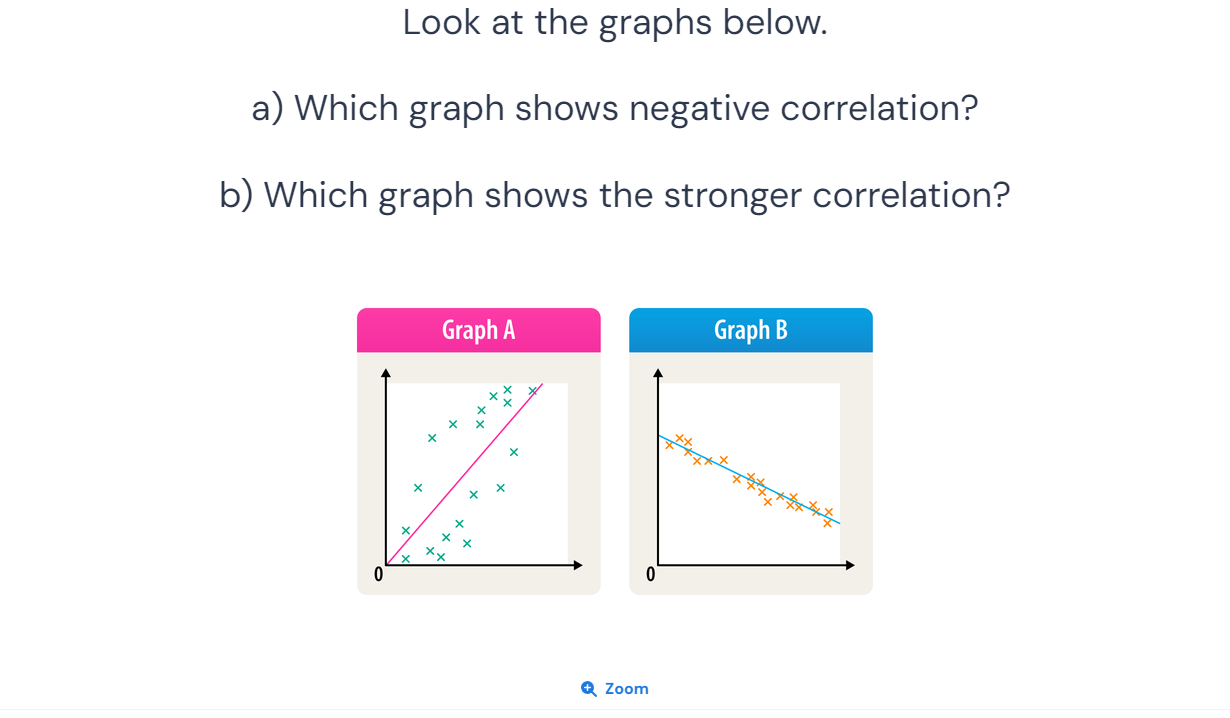 Look at the graphs below.
a) Which graph shows negative correlation?
b) Which graph shows the stronger correlation?
Graph A
Graph B
0
0
Zoom